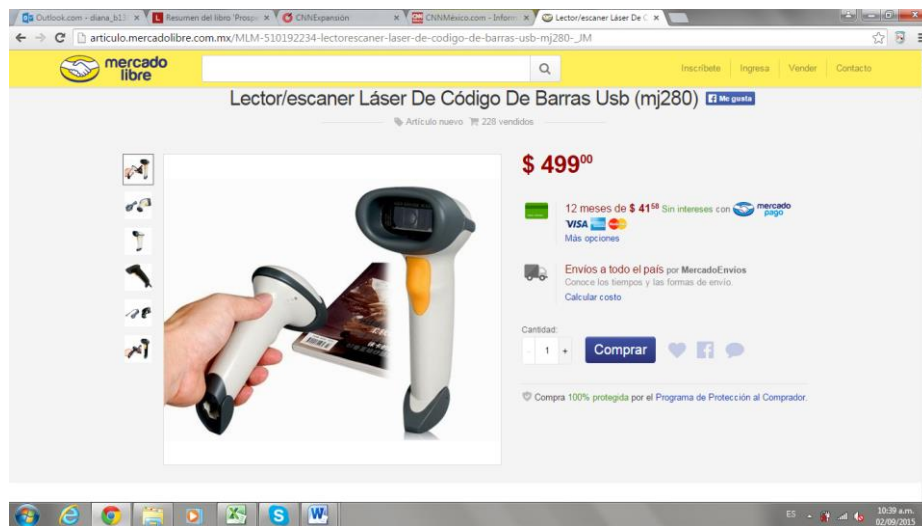 Outlook.com - diana_b1
Resumen del libro 'Prosp
CNNExpansión
CNNMéxico.com - Inform
Lector/escaner Láser De C
articulo.mercadolibre.com.mx/MLM-510192234-lectorescaner-laser-de-codigo-de-barras-usb-mj280-_JM
mercado
libre
Inscríbete Ingresa Vender Contacto
Lector/escaner Láser De Código De Barras Usb (mj280) Me gusta
Artículo nuevo 228 vendidos
$ 499⁰⁰
12 meses de $ 41⁵⁸ Sin intereses con mercado pago
VISA
Más opciones
Envíos a todo el país por MercadoEnvíos
Conoce los tiempos y las formas de envío.
Calcular costo
Cantidad:
1 + Comprar
Compra 100% protegida por el Programa de Protección al Comprador.
ES 10:39 a.m.
02/09/2015